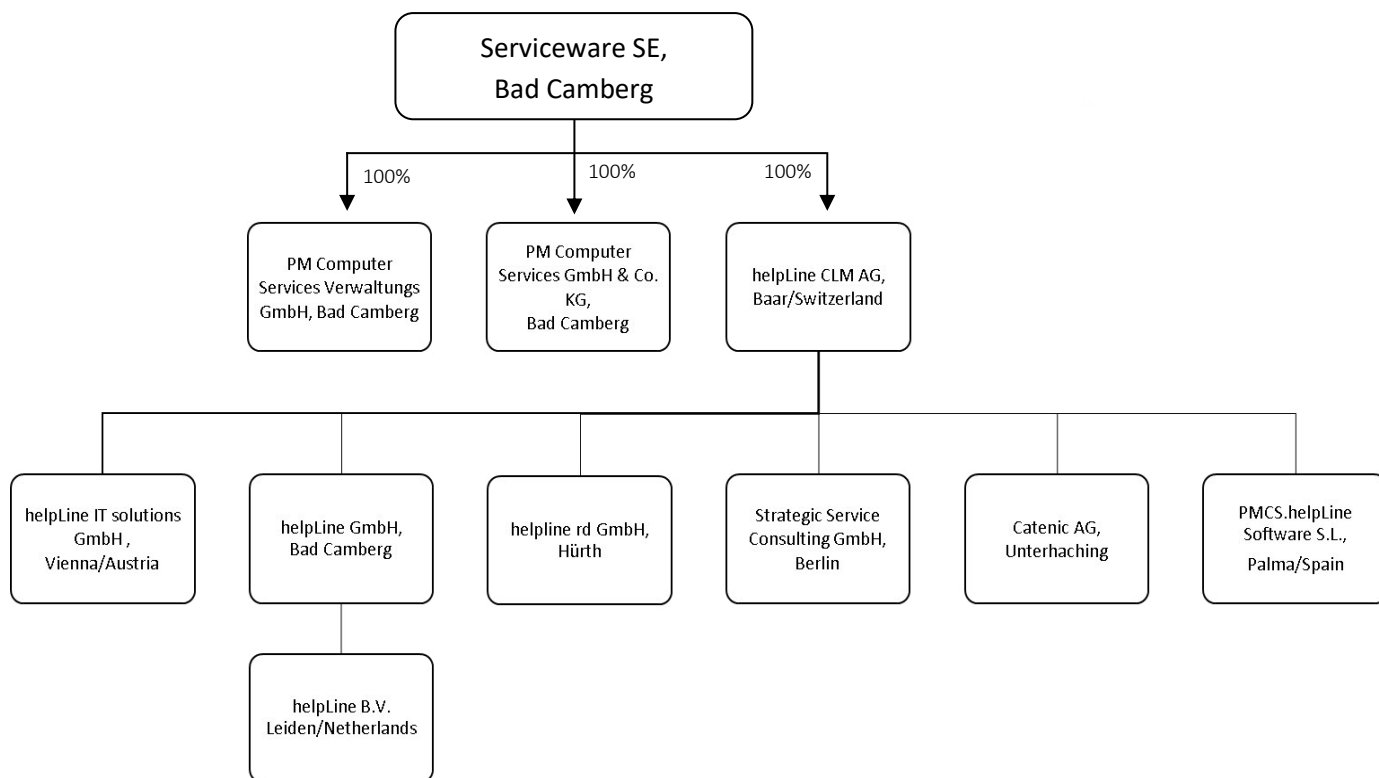 Serviceware SE,
Bad Camberg
100%
100%
100%
PM Computer
Services Verwaltungs
GmbH, Bad Camberg
PM Computer
Services GmbH & Co.
KG,
Bad Camberg
helpLine CLM AG,
Baar/Switzerland
helpLine IT solutions
GmbH ,
Vienna/Austria
helpLine GmbH,
Bad Camberg
helpline rd GmbH,
Hürth
Strategic Service
Consulting GmbH,
Berlin
Catenic AG,
Unterhaching
PMCS.helpLine
Software S.L.,
Palma/Spain
helpLine B.V.
Leiden/Netherlands